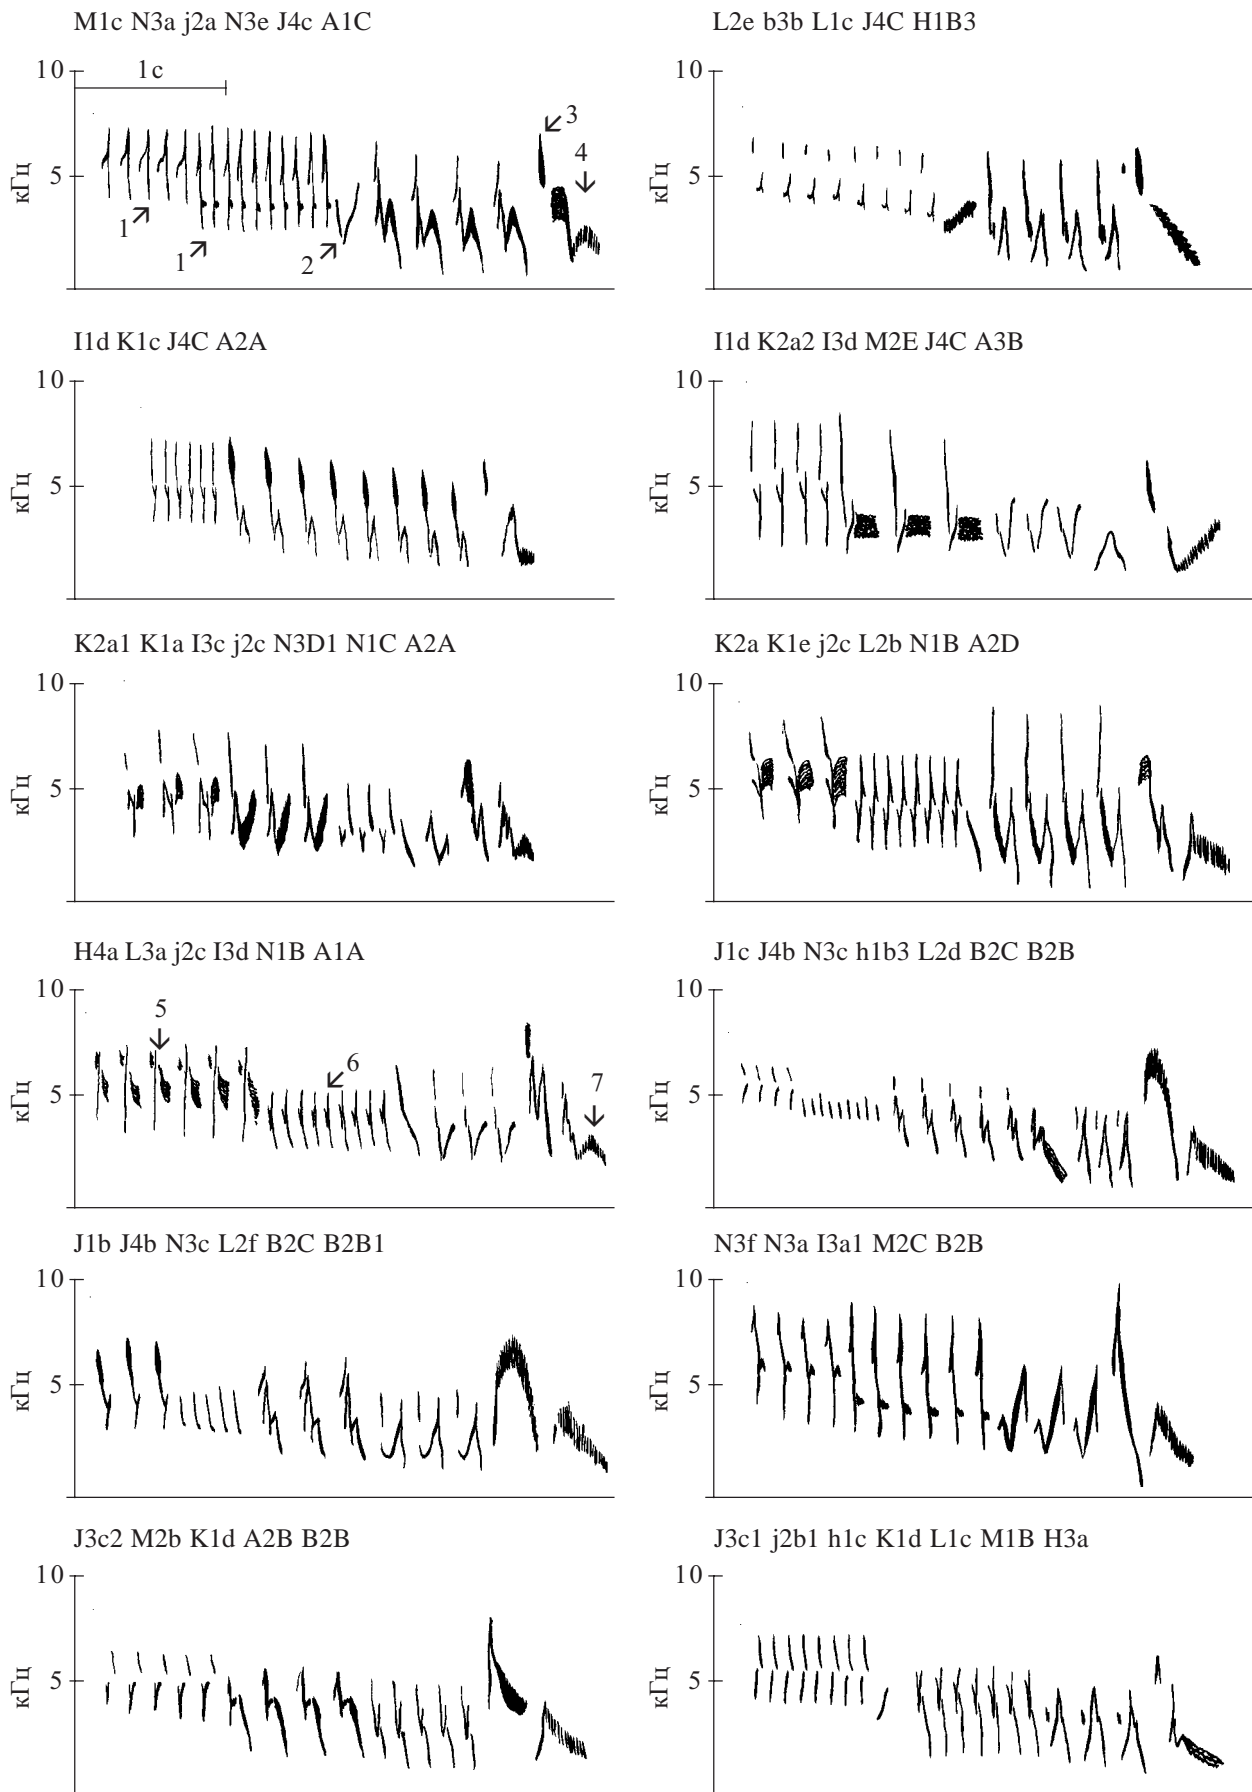 M1c N3a j2a N3e J4c A1C
10
1c
5
кГц
1
1
2
3
4
L2e b3b L1c J4C H1B3
10
5
кГц
I1d K1c J4C A2A
10
5
кГц
I1d K2a2 I3d M2E J4C A3B
10
5
кГц
K2a1 K1a I3c j2c N3D1 N1C A2A
10
5
кГц
K2a K1e j2c L2b N1B A2D
10
5
кГц
H4a L3a j2c I3d N1B A1A
10
5
кГц
5
6
7
J1c J4b N3c h1b3 L2d B2C B2B
10
5
кГц
J1b J4b N3c L2f B2C B2B1
10
5
кГц
N3f N3a I3a1 M2C B2B
10
5
кГц
J3c2 M2b K1d A2B B2B
10
5
кГц
J3c1 j2b1 h1c K1d L1c M1B H3a
10
5
кГц